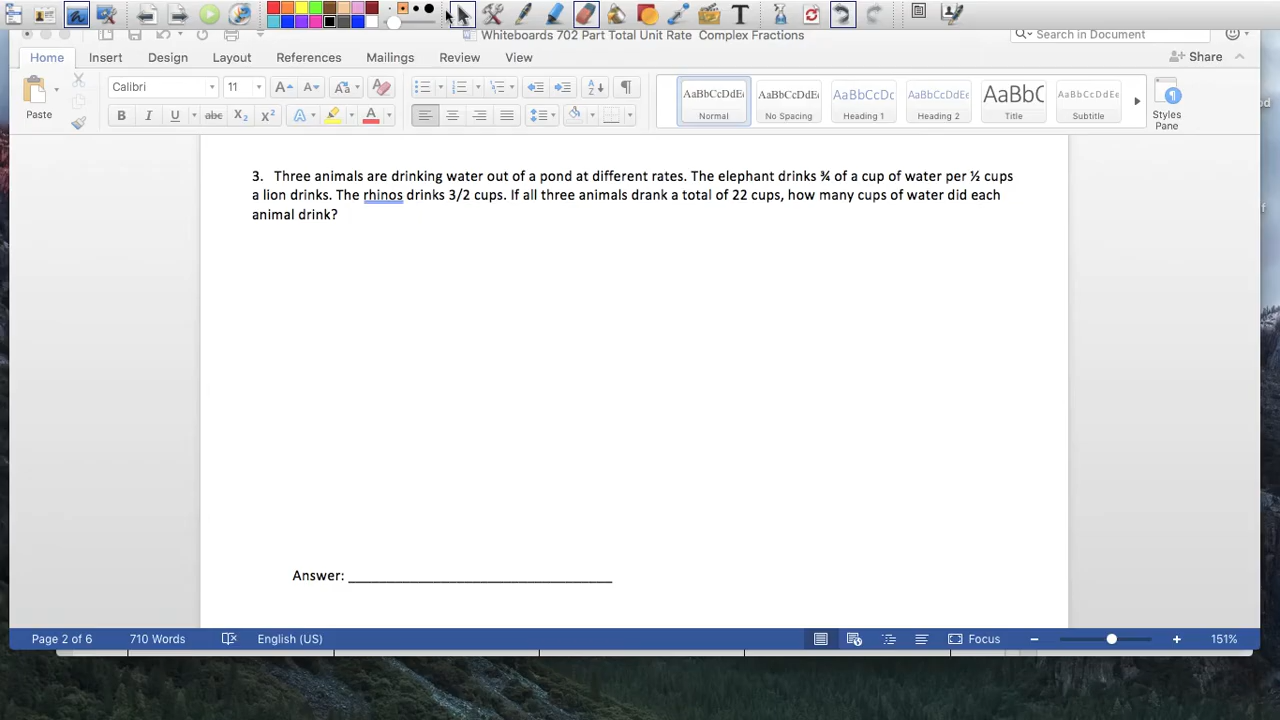 Whiteboards 702 Part Total Unit Rate Complex Fractions
Search in Document
Home Insert Design Layout References Mailings Review View
Share
Calibri 11
Paste
B I U abc X₂ X² A A
AaBbCcDdEe AaBbCcDdEe AaBbCcDc AaBbCcDdEe AaBbC AaBbCcDdEe
Normal No Spacing Heading 1 Heading 2 Title Subtitle
Styles
Pane
3. Three animals are drinking water out of a pond at different rates. The elephant drinks ¾ of a cup of water per ½ cups
a lion drinks. The rhinos drinks 3/2 cups. If all three animals drank a total of 22 cups, how many cups of water did each
animal drink?
Answer: ________________________________
Page 2 of 6 710 Words English (US) Focus 151%